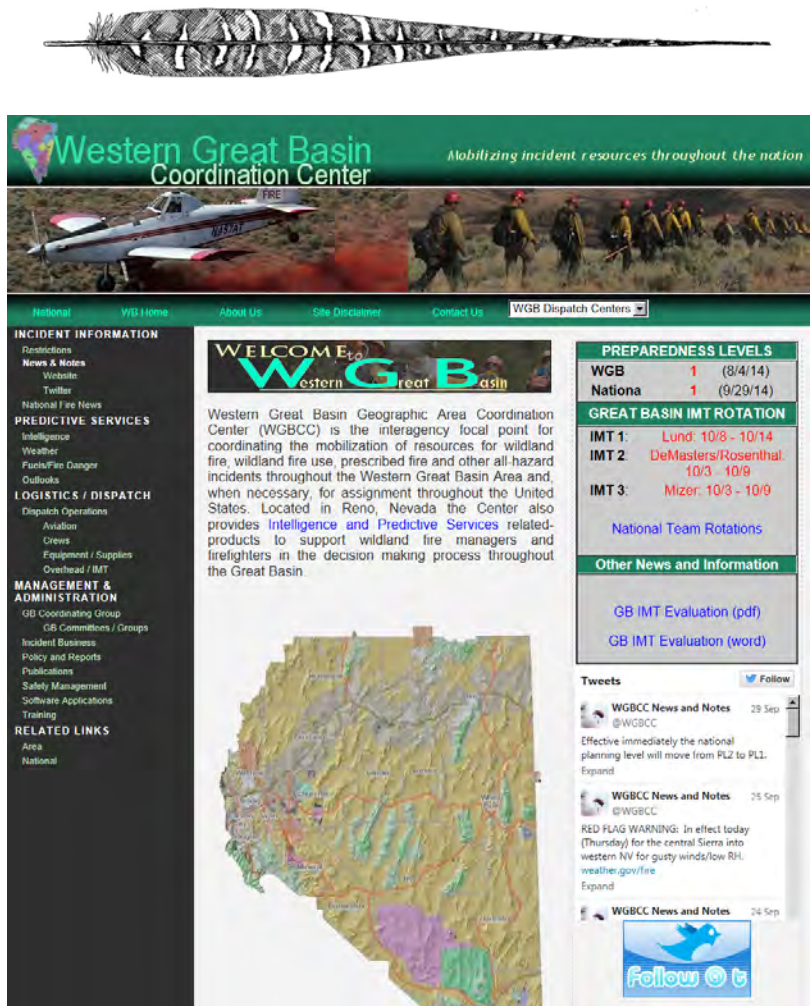 Western Great Basin
Coordination Center
Mobilizing incident resources throughout the nation
FIRE
National
WB Home
About Us
Site Disclaimer
Contact Us
WGB Dispatch Centers
INCIDENT INFORMATION
Restrictions
News & Notes
Website
Twitter
National Fire News
PREDICTIVE SERVICES
Intelligence
Weather
Fuels/Fire Danger
Outlooks
LOGISTICS / DISPATCH
Dispatch Operations
Aviation
Crews
Equipment / Supplies
Overhead / IMT
MANAGEMENT &
ADMINISTRATION
GB Coordinating Group
GB Committees / Groups
Incident Business
Policy and Reports
Publications
Safety Management
Software Applications
Training
RELATED LINKS
Area
National
WELCOME to
Western Great Basin
Western Great Basin Geographic Area Coordination
Center (WGBCC) is the interagency focal point for
coordinating the mobilization of resources for wildland
fire, wildland fire use, prescribed fire and other all-hazard
incidents throughout the Western Great Basin Area and,
when necessary, for assignment throughout the United
States. Located in Reno, Nevada the Center also
provides Intelligence and Predictive Services related-
products to support wildland fire managers and
firefighters in the decision making process throughout
the Great Basin.
PREPAREDNESS LEVELS
WGB 1 (8/4/14)
Nationa 1 (9/29/14)
GREAT BASIN IMT ROTATION
IMT 1: Lund: 10/8 - 10/14
IMT 2: DeMasters/Rosenthal:
10/3 - 10/9
IMT 3: Mizer: 10/3 - 10/9
National Team Rotations
Other News and Information
GB IMT Evaluation (pdf)
GB IMT Evaluation (word)
Tweets
Follow
WGBCC News and Notes 29 Sep
@WGBCC
Effective immediately the national
planning level will move from PL2 to PL1.
Expand
WGBCC News and Notes 25 Sep
@WGBCC
RED FLAG WARNING: In effect today
(Thursday) for the central Sierra into
western NV for gusty winds/low RH.
weather.gov/fire
Expand
WGBCC News and Notes 24 Sep
Follow @ t